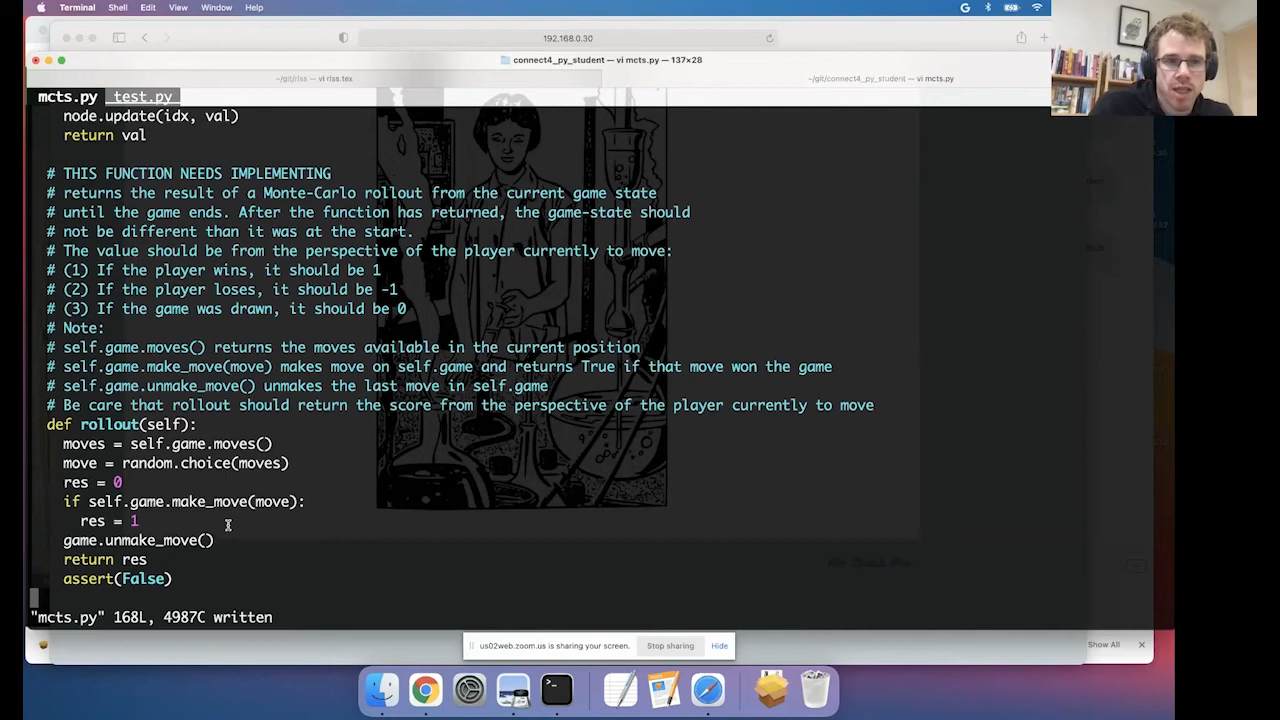 Terminal Shell Edit View Window Help
192.168.0.30
connect4_py_student — vi mcts.py — 137×28
~/git/rlss — vi rlss.tex
~/git/connect4_py_student — vi mcts.py
mcts.py test.py
node.update(idx, val)
return val
# THIS FUNCTION NEEDS IMPLEMENTING
# returns the result of a Monte-Carlo rollout from the current game state
# until the game ends. After the function has returned, the game-state should
# not be different than it was at the start.
# The value should be from the perspective of the player currently to move:
# (1) If the player wins, it should be 1
# (2) If the player loses, it should be -1
# (3) If the game was drawn, it should be 0
# Note:
# self.game.moves() returns the moves available in the current position
# self.game.make_move(move) makes move on self.game and returns True if that move won the game
# self.game.unmake_move() unmakes the last move in self.game
# Be care that rollout should return the score from the perspective of the player currently to move
def rollout(self):
moves = self.game.moves()
move = random.choice(moves)
res = 0
if self.game.make_move(move):
res = 1
game.unmake_move()
return res
assert(False)
"mcts.py" 168L, 4987C written
us02web.zoom.us is sharing your screen. Stop sharing Hide
Show All